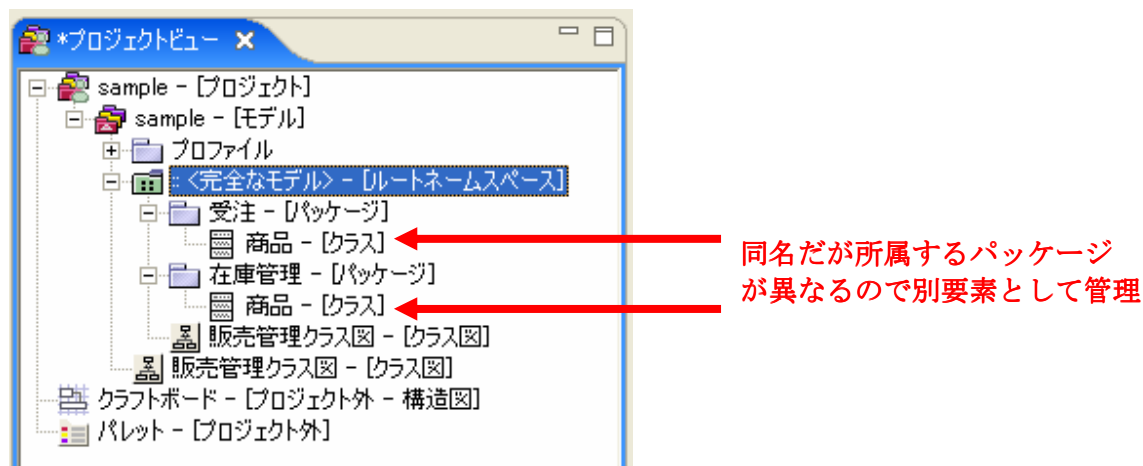 *プロジェクトビュー
sample - [プロジェクト]
sample - [モデル]
プロファイル
:: <完全なモデル> - [ルートネームスペース]
受注 - [パッケージ]
商品 - [クラス]
在庫管理 - [パッケージ]
商品 - [クラス]
販売管理クラス図 - [クラス図]
販売管理クラス図 - [クラス図]
クラフトボード - [プロジェクト外 - 構造図]
パレット - [プロジェクト外]
同名だが所属するパッケージ
が異なるので別要素として管理